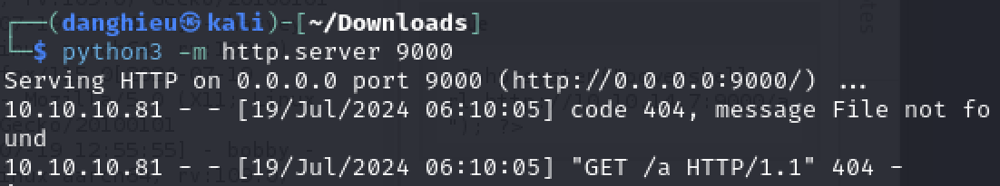 ┌──(danghieu㉿kali)-[~/Downloads]
└─$ python3 -m http.server 9000
Serving HTTP on 0.0.0.0 port 9000 (http://0.0.0.0:9000/) ...
10.10.10.81 - - [19/Jul/2024 06:10:05] code 404, message File not fo
und
10.10.10.81 - - [19/Jul/2024 06:10:05] "GET /a HTTP/1.1" 404 -